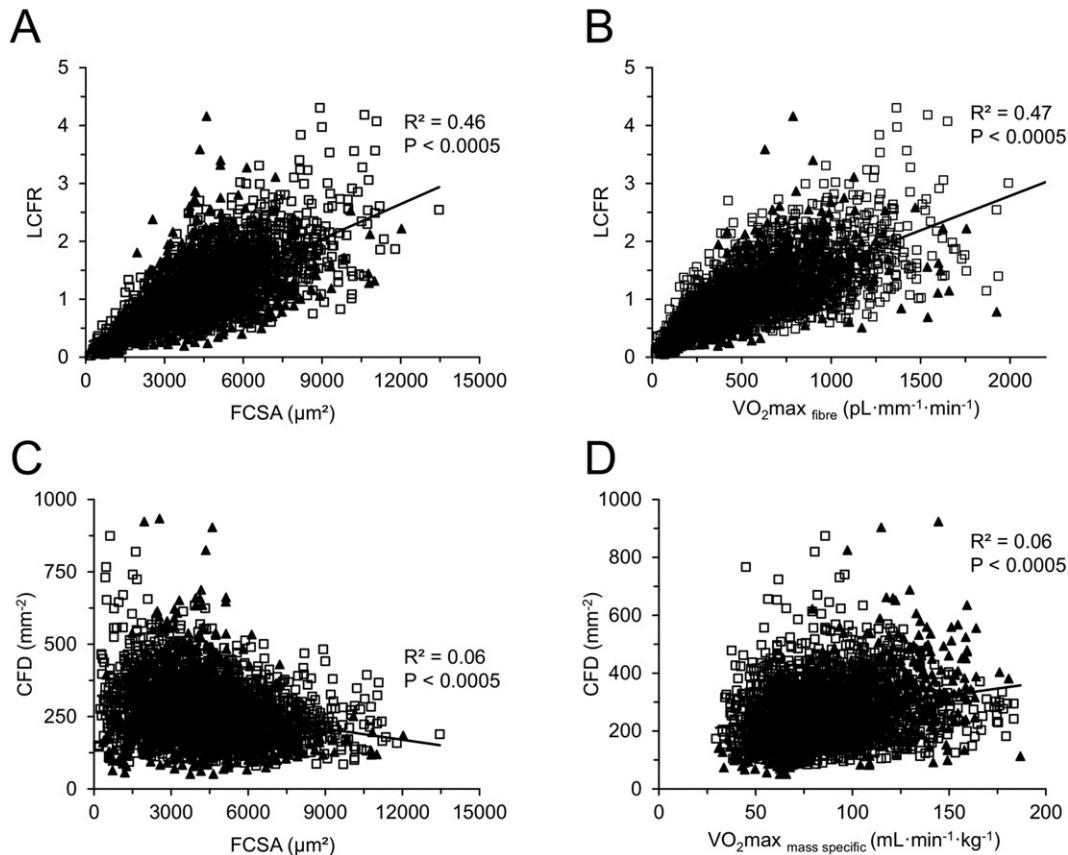 A
5
4
3
2
1
0
LCFR
R² = 0.46
P < 0.0005
0 3000 6000 9000 12000 15000
FCSA (µm²)
B
5
4
3
2
1
0
LCFR
R² = 0.47
P < 0.0005
0 500 1000 1500 2000
VO₂max fibre (pL·mm⁻¹·min⁻¹)
C
1000
750
500
250
0
CFD (mm⁻²)
R² = 0.06
P < 0.0005
0 3000 6000 9000 12000 15000
FCSA (µm²)
D
1000
800
600
400
200
0
CFD (mm⁻²)
R² = 0.06
P < 0.0005
0 50 100 150 200
VO₂max mass specific (mL·min⁻¹·kg⁻¹)